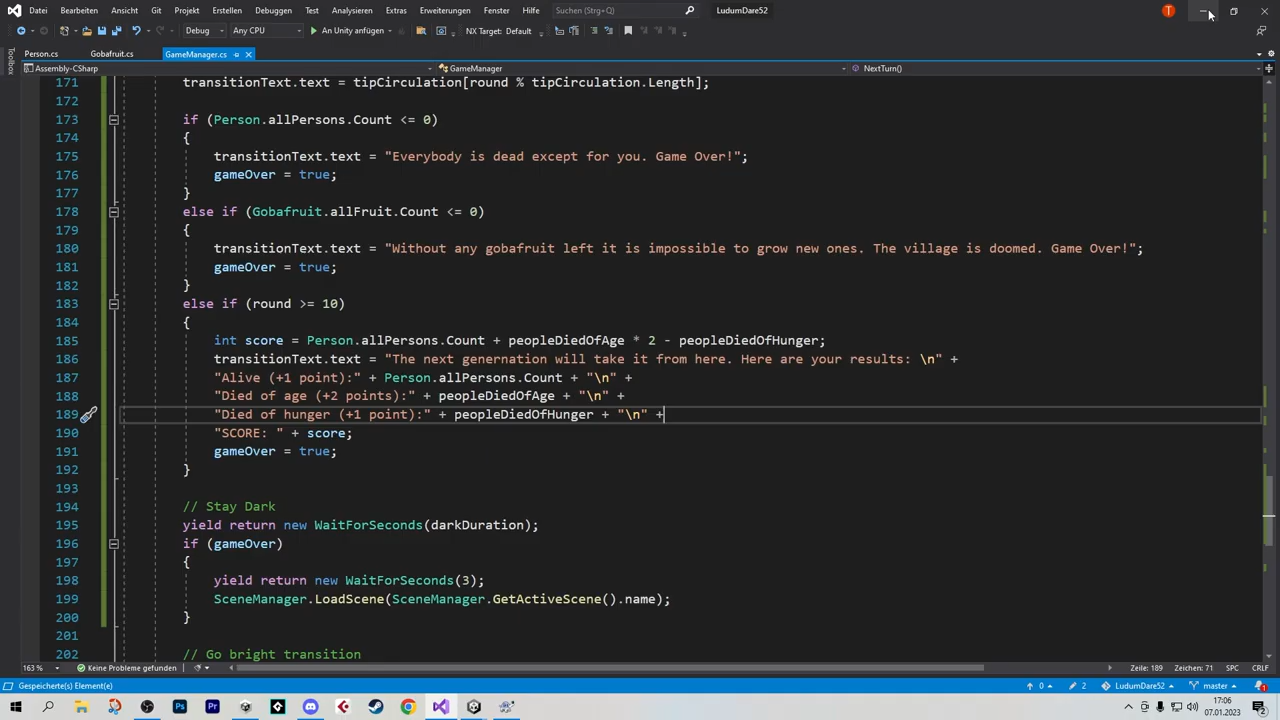 Datei Bearbeiten Ansicht Git Projekt Erstellen Debuggen Test Analysieren Extras Erweiterungen Fenster Hilfe Suchen (Strg+Q) LudumDare52 T
Debug Any CPU An Unity anfügen NX Target: Default
Person.cs Gobafruit.cs GameManager.cs
Toolbox
Assembly-CSharp GameManager NextTurn()
171 transitionText.text = tipCirculation[round % tipCirculation.Length];
172
173 if (Person.allPersons.Count <= 0)
174 {
175 transitionText.text = "Everybody is dead except for you. Game Over!";
176 gameOver = true;
177 }
178 else if (Gobafruit.allFruit.Count <= 0)
179 {
180 transitionText.text = "Without any gobafruit left it is impossible to grow new ones. The village is doomed. Game Over!";
181 gameOver = true;
182 }
183 else if (round >= 10)
184 {
185 int score = Person.allPersons.Count + peopleDiedOfAge * 2 - peopleDiedOfHunger;
186 transitionText.text = "The next genernation will take it from here. Here are your results: \n" +
187 "Alive (+1 point):" + Person.allPersons.Count + "\n" +
188 "Died of age (+2 points):" + peopleDiedOfAge + "\n" +
189 "Died of hunger (+1 point):" + peopleDiedOfHunger + "\n" +
190 "SCORE: " + score;
191 gameOver = true;
192 }
193
194 // Stay Dark
195 yield return new WaitForSeconds(darkDuration);
196 if (gameOver)
197 {
198 yield return new WaitForSeconds(3);
199 SceneManager.LoadScene(SceneManager.GetActiveScene().name);
200 }
201
202 // Go bright transition
163 % Keine Probleme gefunden Zeile: 189 Zeichen: 71 SPC CRLF
Gespeicherte(s) Element(e) 0 2 LudumDare52 master 1
Ps Pr 17:06
07.01.2023 2